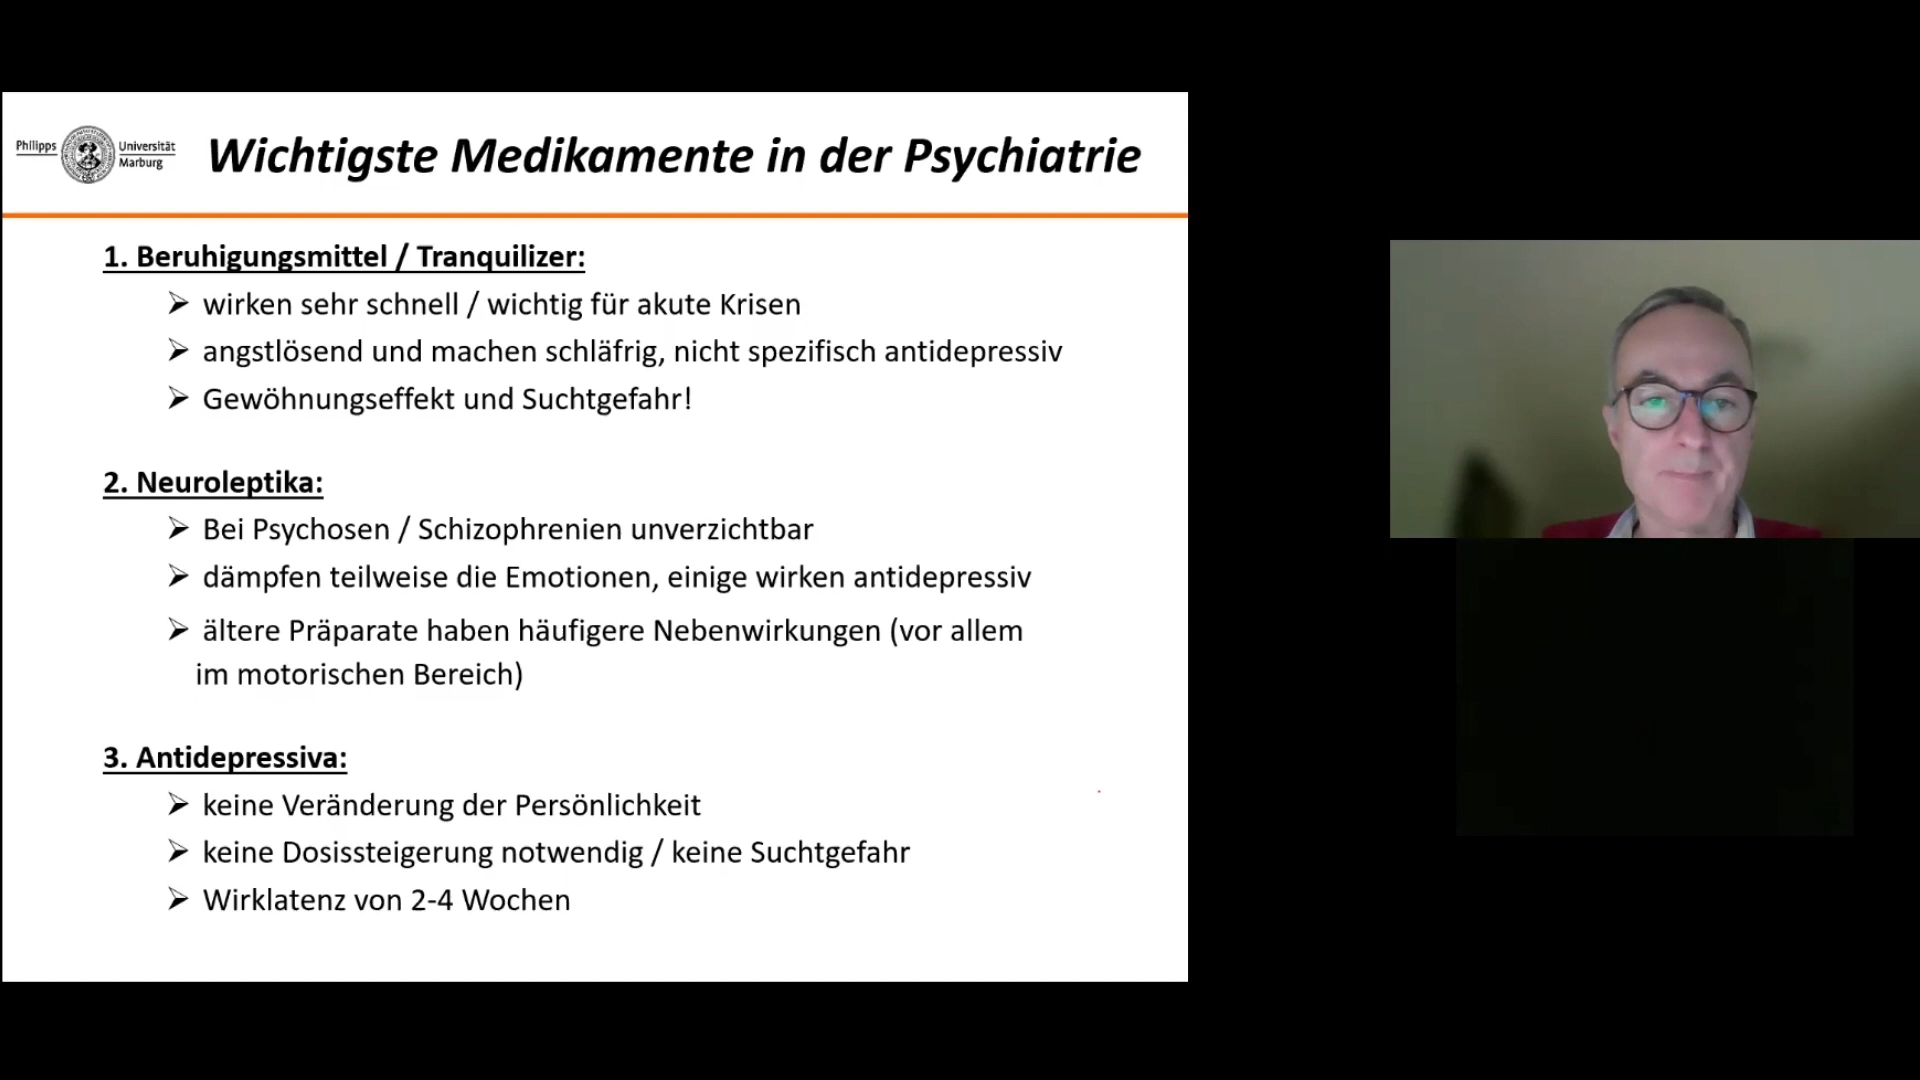 Philipps Universität
Marburg
Wichtigste Medikamente in der Psychiatrie
1. Beruhigungsmittel / Tranquilizer:
➢ wirken sehr schnell / wichtig für akute Krisen
➢ angstlösend und machen schläfrig, nicht spezifisch antidepressiv
➢ Gewöhnungseffekt und Suchtgefahr!
2. Neuroleptika:
➢ Bei Psychosen / Schizophrenien unverzichtbar
➢ dämpfen teilweise die Emotionen, einige wirken antidepressiv
➢ ältere Präparate haben häufigere Nebenwirkungen (vor allem
im motorischen Bereich)
3. Antidepressiva:
➢ keine Veränderung der Persönlichkeit
➢ keine Dosissteigerung notwendig / keine Suchtgefahr
➢ Wirklatenz von 2-4 Wochen